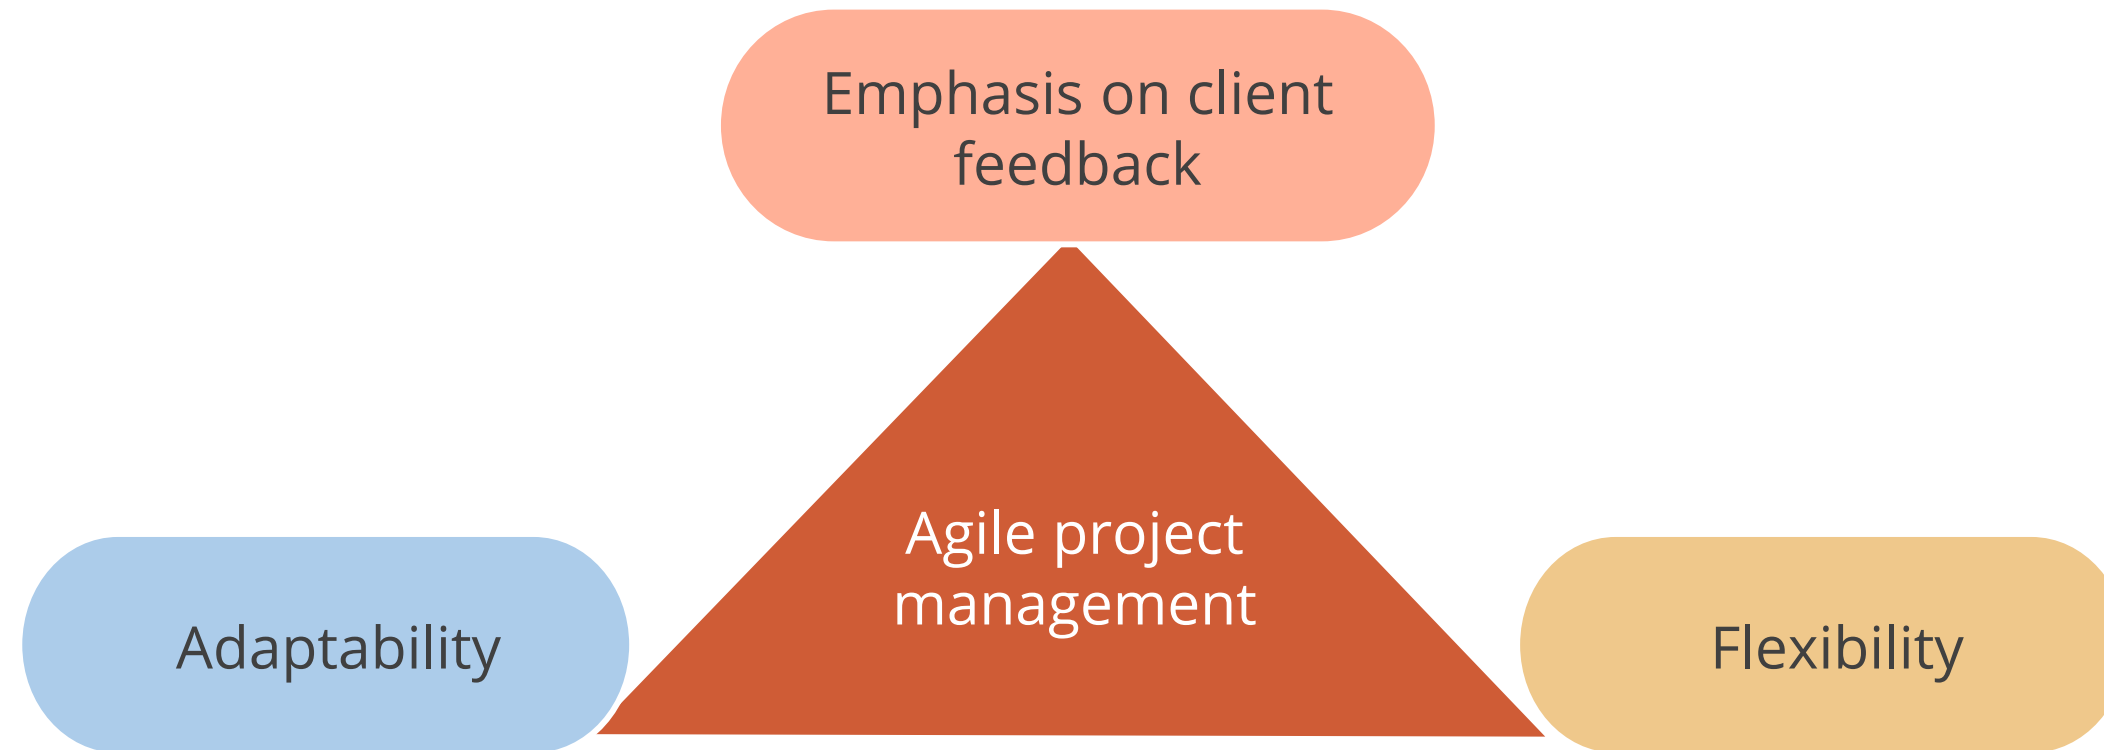 Emphasis on client
feedback
Agile project
management
Adaptability
Flexibility